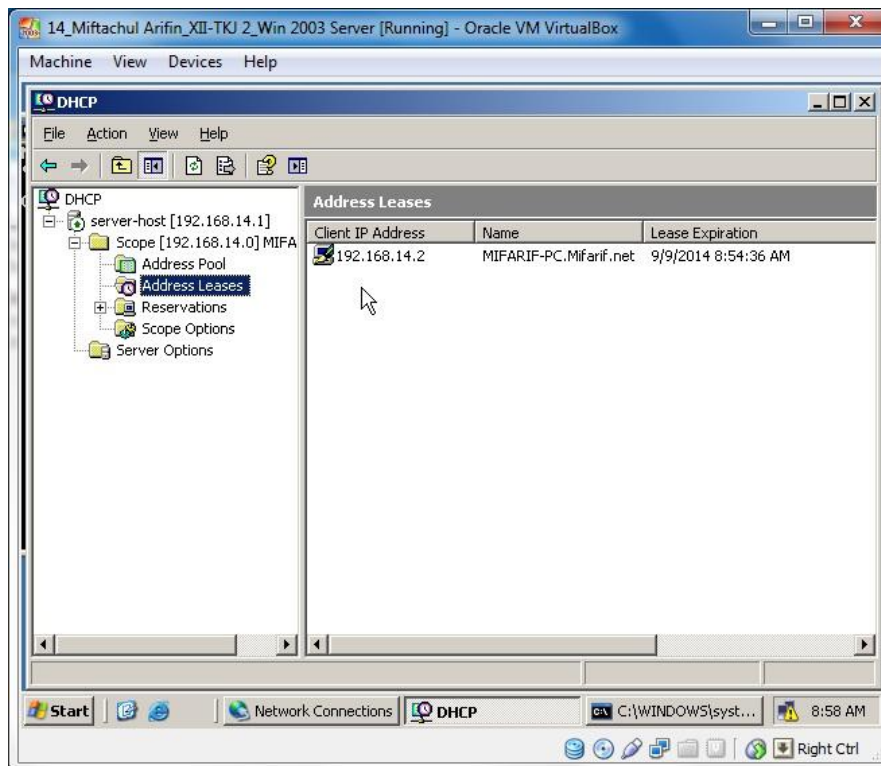 14_Miftachul Arifin_XII-TKJ 2_Win 2003 Server [Running] - Oracle VM VirtualBox
Machine View Devices Help
DHCP
File Action View Help
DHCP
server-host [192.168.14.1]
Scope [192.168.14.0] MIFA
Address Pool
Address Leases
Reservations
Scope Options
Server Options
Address Leases
Client IP Address Name Lease Expiration
192.168.14.2 MIFARIF-PC.Mifarif.net 9/9/2014 8:54:36 AM
Start Network Connections DHCP C:\WINDOWS\syst... 8:58 AM
Right Ctrl